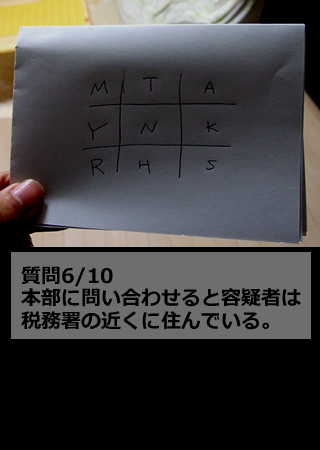 M T A
Y N K
R H S
質問6/10
本部に問い合わせると容疑者は
税務署の近くに住んでいる。